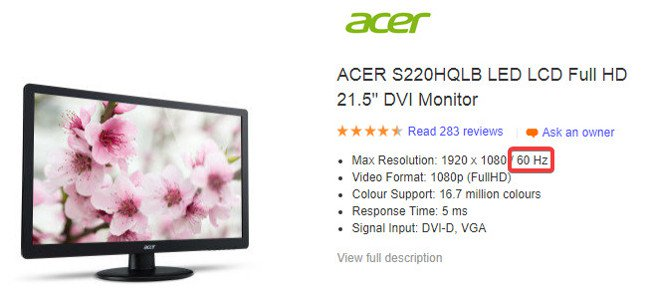 acer
ACER S220HQLB LED LCD Full HD
21.5" DVI Monitor
Read 283 reviews
Ask an owner
Max Resolution: 1920 x 1080 / 60 Hz
Video Format: 1080p (FullHD)
Colour Support: 16.7 million colours
Response Time: 5 ms
Signal Input: DVI-D, VGA
View full description
acer